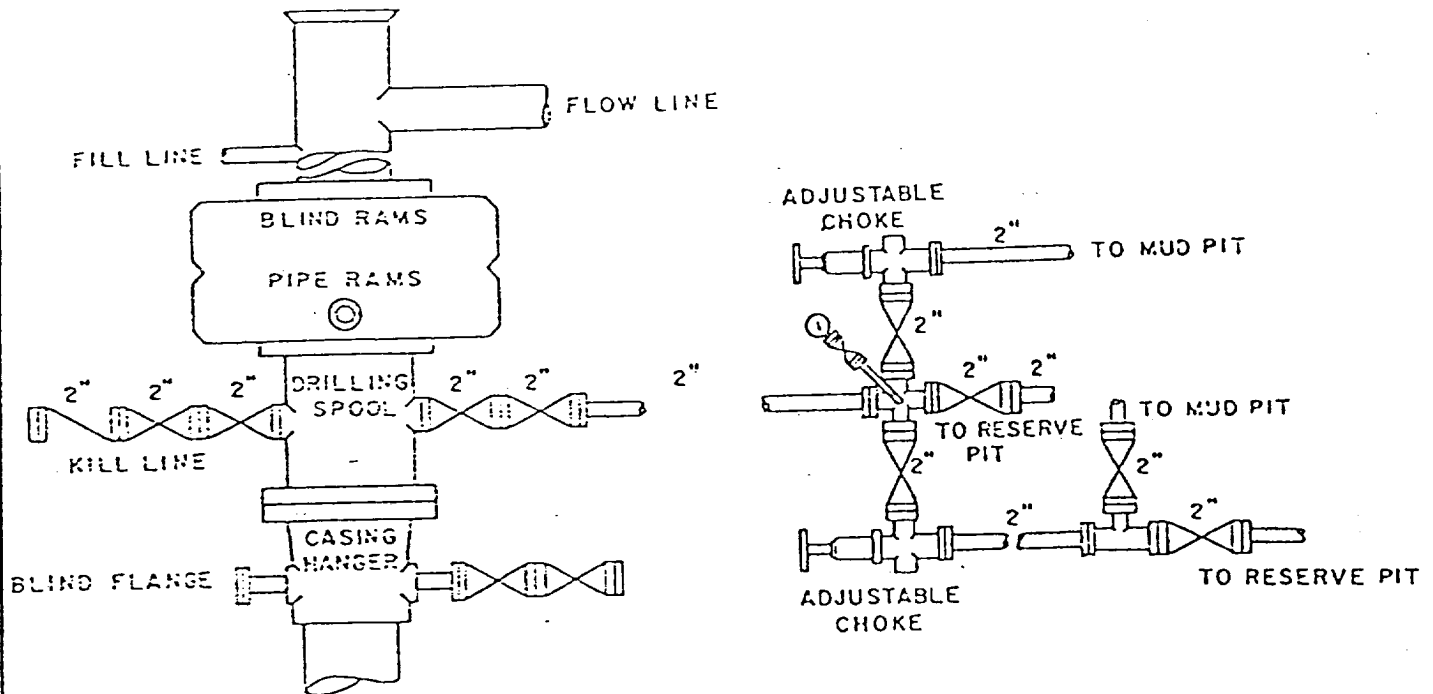 FLOW LINE
FILL LINE
BLIND RAMS
PIPE RAMS
2" 2" 2"
DRILLING
SPOOL
2" 2" 2"
KILL LINE
CASING
HANGER
BLIND FLANGE
ADJUSTABLE
CHOKE
2"
TO MUD PIT
2"
2" 2"
TO RESERVE
PIT
TO MUD PIT
2"
2"
2"
2"
TO RESERVE PIT
ADJUSTABLE
CHOKE